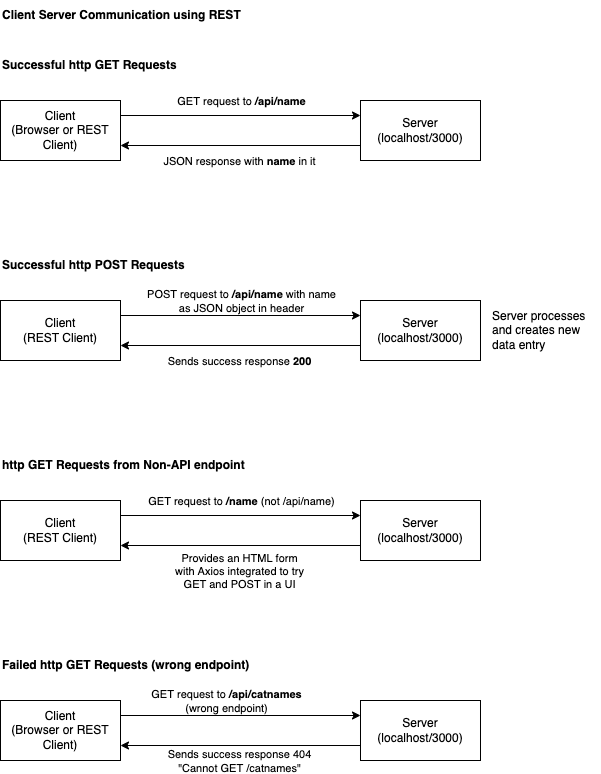 Client Server Communication using REST
Successful http GET Requests
Client
(Browser or REST
Client)
GET request to /api/name
JSON response with name in it
Server
(localhost/3000)
Successful http POST Requests
Client
(REST Client)
POST request to /api/name with name
as JSON object in header
Sends success response 200
Server
(localhost/3000)
Server processes
and creates new
data entry
http GET Requests from Non-API endpoint
Client
(REST Client)
GET request to /name (not /api/name)
Provides an HTML form
with Axios integrated to try
GET and POST in a UI
Server
(localhost/3000)
Failed http GET Requests (wrong endpoint)
Client
(Browser or REST
Client)
GET request to /api/catnames
(wrong endpoint)
Sends success response 404
"Cannot GET /catnames"
Server
(localhost/3000)